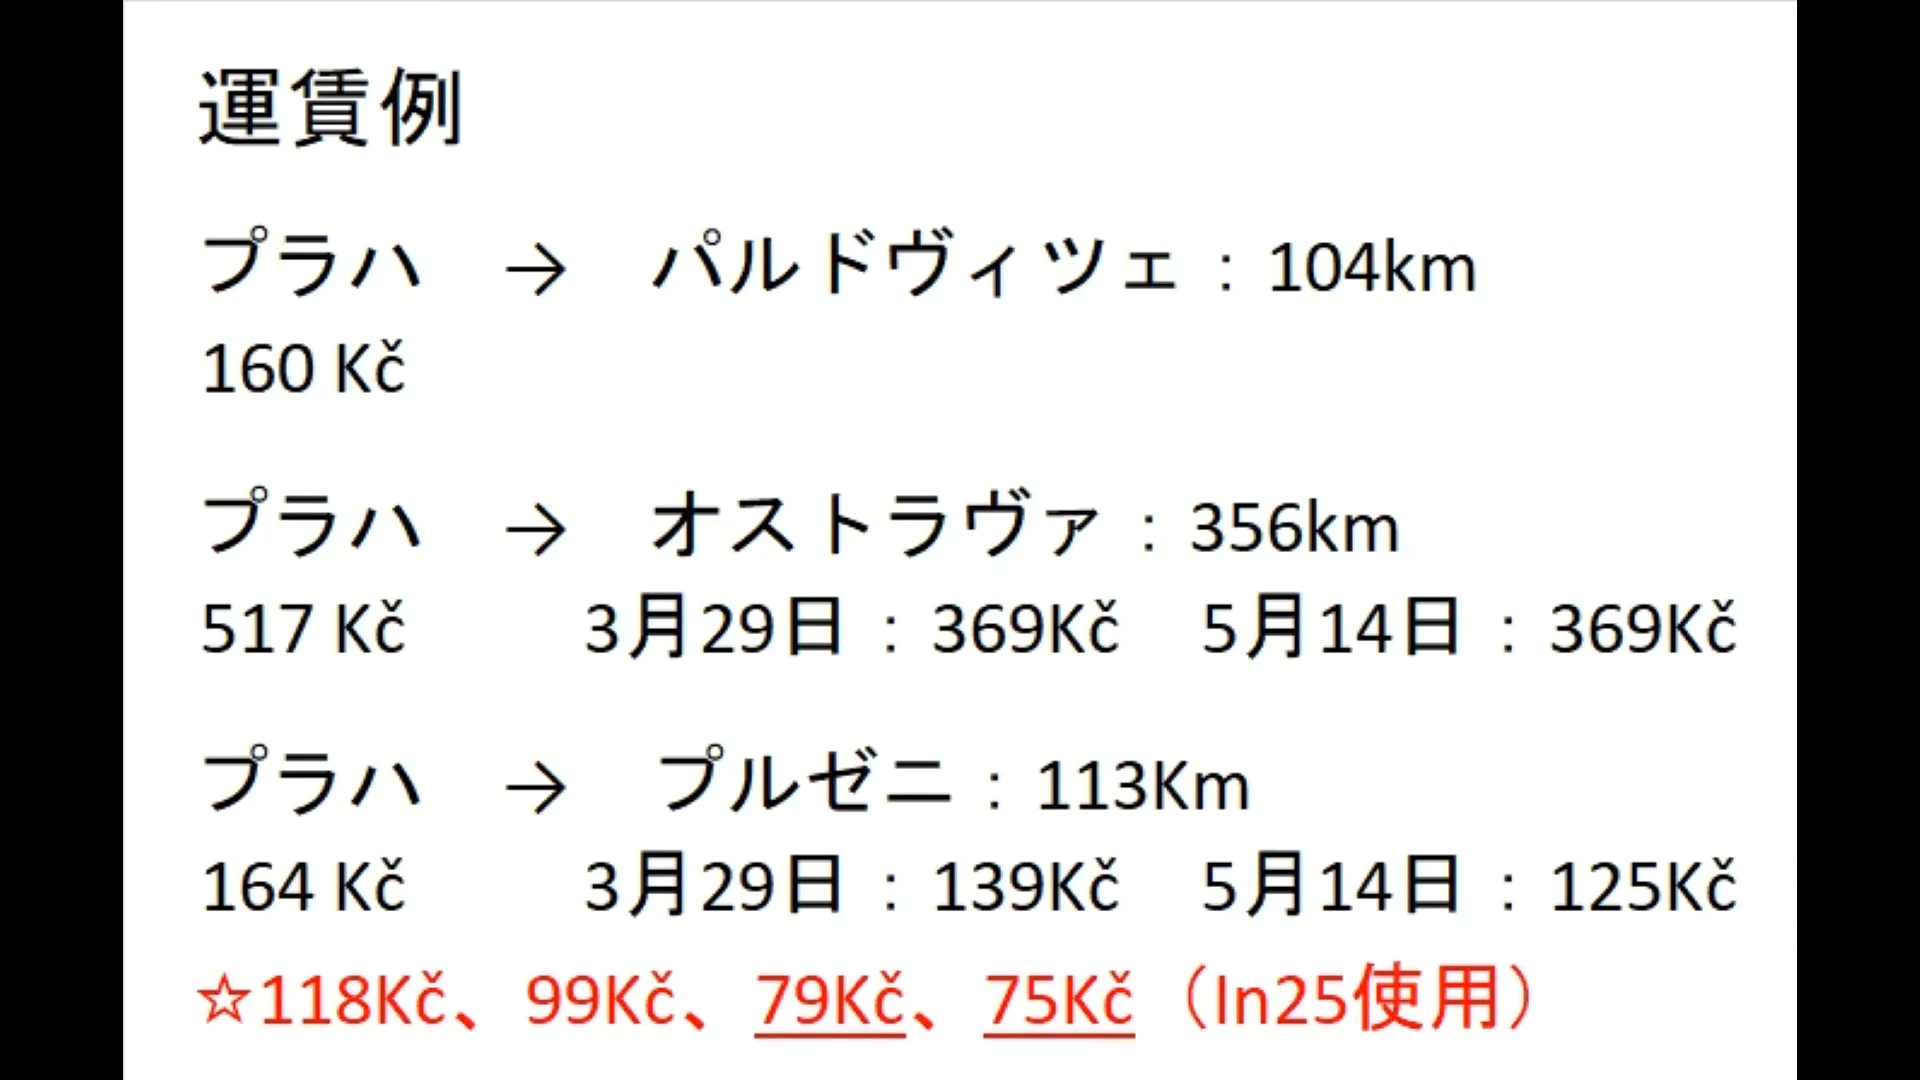 運賃例
プラハ　→　パルドヴィツェ：104km
160 Kč
プラハ　→　オストラヴァ：356km
517 Kč　　3月29日：369Kč　5月14日：369Kč
プラハ　→　プルゼニ：113Km
164 Kč　　3月29日：139Kč　5月14日：125Kč
☆118Kč、99Kč、79Kč、75Kč（In25使用）